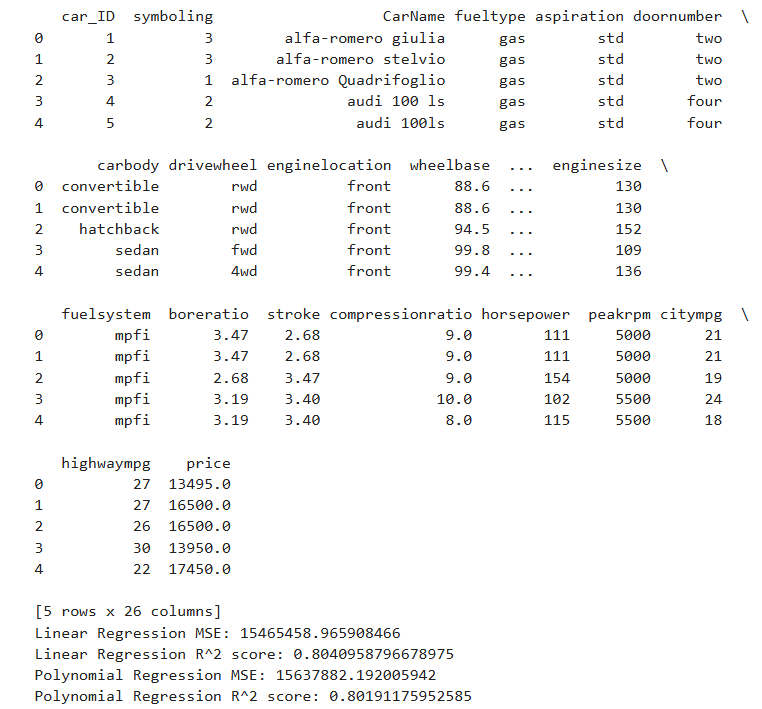 car_ID symboling CarName fueltype aspiration doornumber \
0 1 3 alfa-romero giulia gas std two
1 2 3 alfa-romero stelvio gas std two
2 3 1 alfa-romero Quadrifoglio gas std two
3 4 2 audi 100 ls gas std four
4 5 2 audi 100ls gas std four
carbody drivewheel enginelocation wheelbase ... enginesize \
0 convertible rwd front 88.6 ... 130
1 convertible rwd front 88.6 ... 130
2 hatchback rwd front 94.5 ... 152
3 sedan fwd front 99.8 ... 109
4 sedan 4wd front 99.4 ... 136
fuelsystem boreratio stroke compressionratio horsepower peakrpm citympg \
0 mpfi 3.47 2.68 9.0 111 5000 21
1 mpfi 3.47 2.68 9.0 111 5000 21
2 mpfi 2.68 3.47 9.0 154 5000 19
3 mpfi 3.19 3.40 10.0 102 5500 24
4 mpfi 3.19 3.40 8.0 115 5500 18
highwaympg price
0 27 13495.0
1 27 16500.0
2 26 16500.0
3 30 13950.0
4 22 17450.0
[5 rows x 26 columns]
Linear Regression MSE: 15465458.965908466
Linear Regression R^2 score: 0.8040958796678975
Polynomial Regression MSE: 15637882.192005942
Polynomial Regression R^2 score: 0.80191175952585